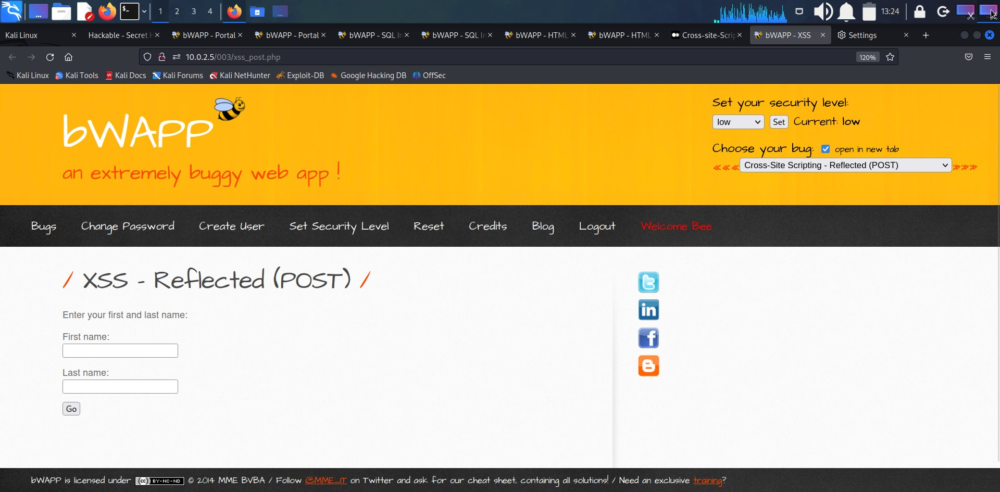 1 2 3 4 13:24
Kali Linux Hackable - Secret H bWAPP - Portal bWAPP - Portal bWAPP - SQL In bWAPP - SQL In bWAPP - HTML bWAPP - HTML Cross-site-Scrip bWAPP - XSS Settings
10.0.2.5/003/xss_post.php 120%
Kali Linux Kali Tools Kali Docs Kali Forums Kali NetHunter Exploit-DB Google Hacking DB OffSec
bWAPP
an extremely buggy web app !
Set your security level:
low Set Current: low
Choose your bug: open in new tab
<<< Cross-Site Scripting - Reflected (POST) >>>
Bugs Change Password Create User Set Security Level Reset Credits Blog Logout Welcome Bee
/ XSS - Reflected (POST) /
Enter your first and last name:
First name:
Last name:
Go
bWAPP is licensed under (cc) BY-NC-ND © 2014 MME BVBA / Follow @MME_IT on Twitter and ask for our cheat sheet, containing all solutions! / Need an exclusive training?